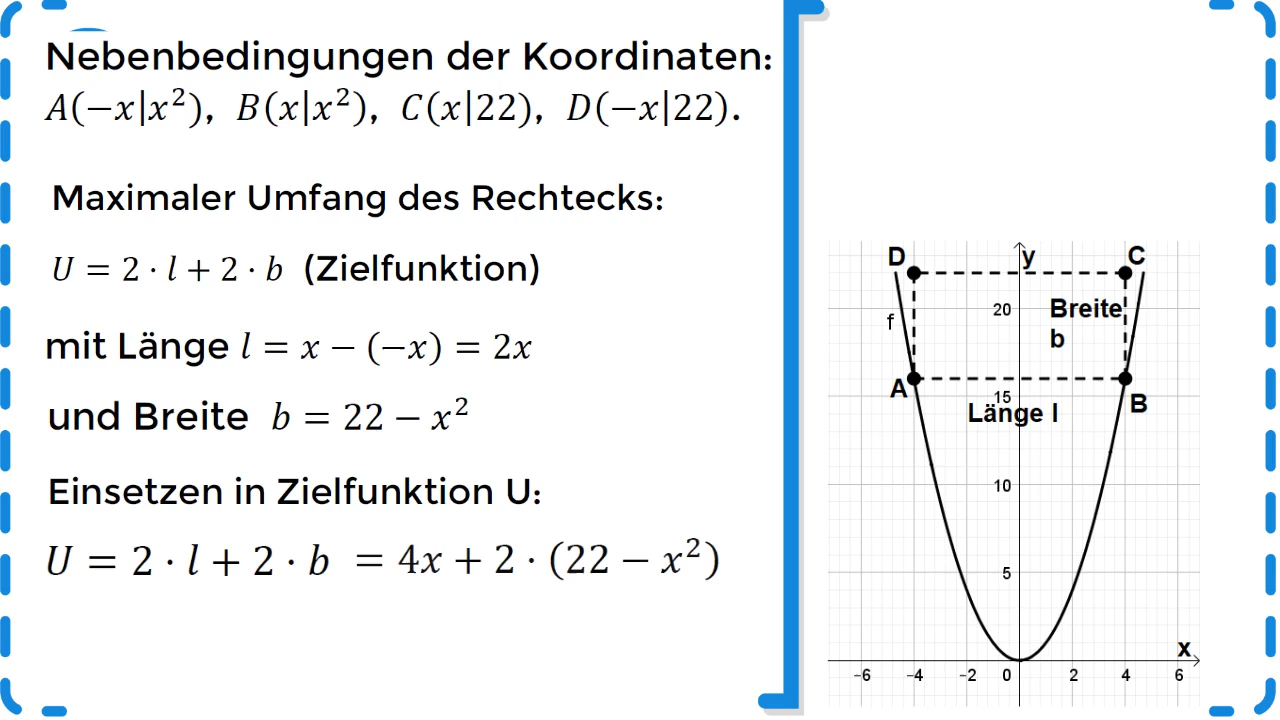 Nebenbedingungen der Koordinaten:
A(−x|x²), B(x|x²), C(x|22), D(−x|22).
Maximaler Umfang des Rechtecks:
U = 2 · l + 2 · b (Zielfunktion)
mit Länge l = x − (−x) = 2x
und Breite b = 22 − x²
Einsetzen in Zielfunktion U:
U = 2 · l + 2 · b = 4x + 2 · (22 − x²)
D y C
20 Breite
f b
A 15 B
Länge l
10
5
x
−6 −4 −2 0 2 4 6